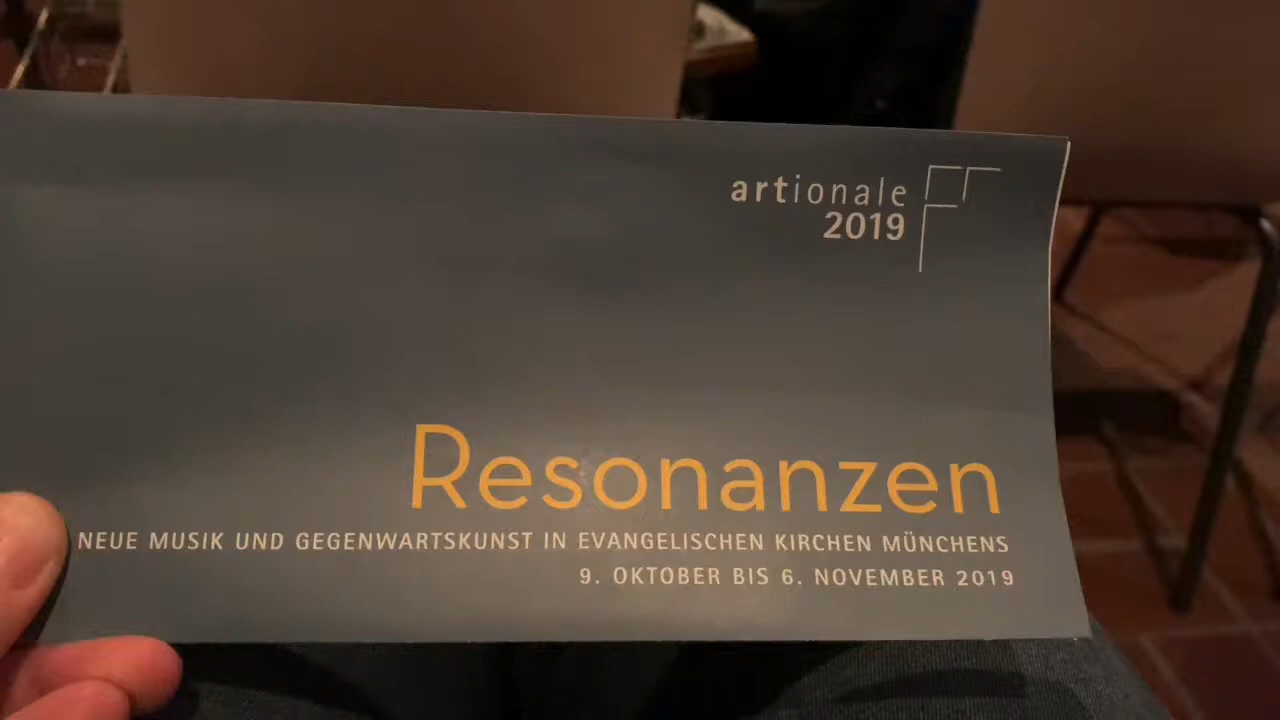 artionale
2019
Resonanzen
NEUE MUSIK UND GEGENWARTSKUNST IN EVANGELISCHEN KIRCHEN MÜNCHENS
9. OKTOBER BIS 6. NOVEMBER 2019